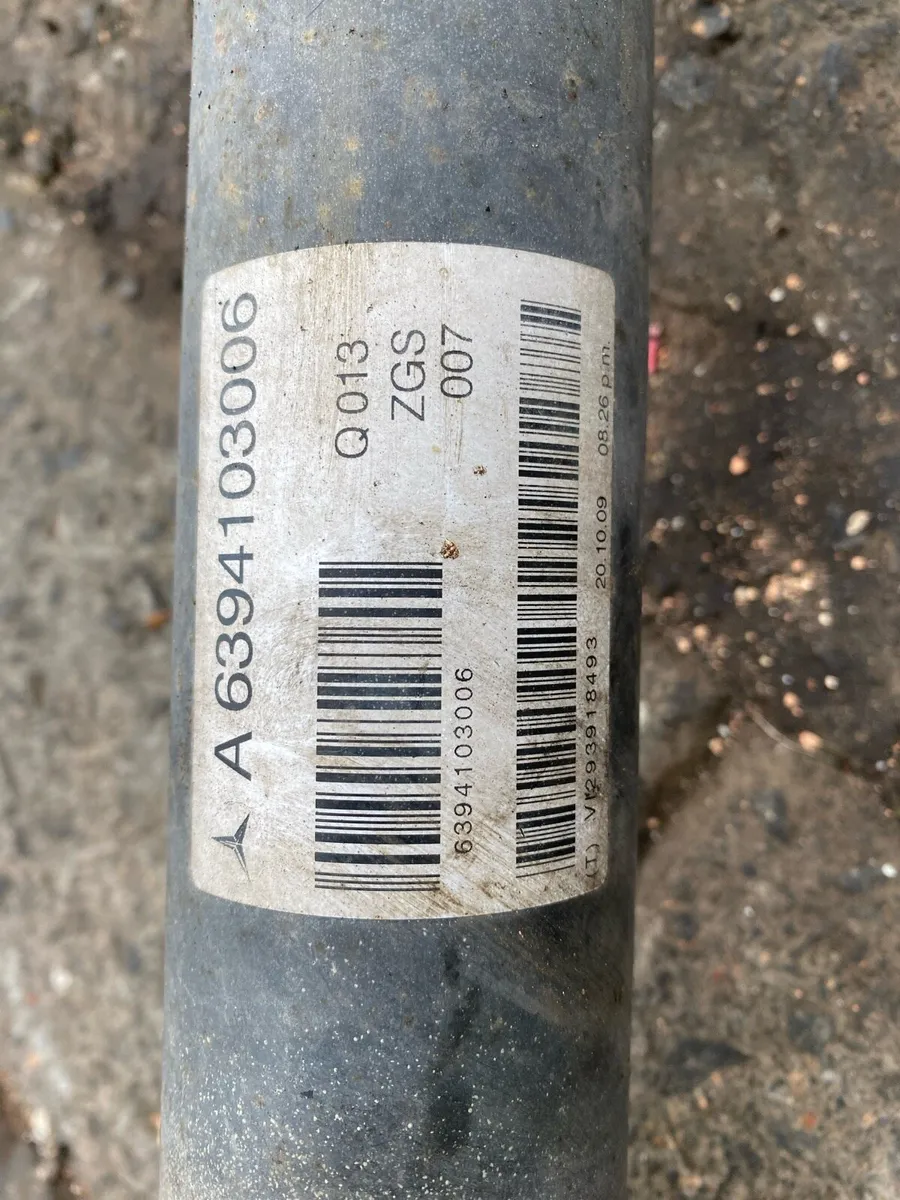 A 6394103006
Q 013
ZGS
007
6394103006
(T) VI293918493 20.10.09 08.26 p.m.